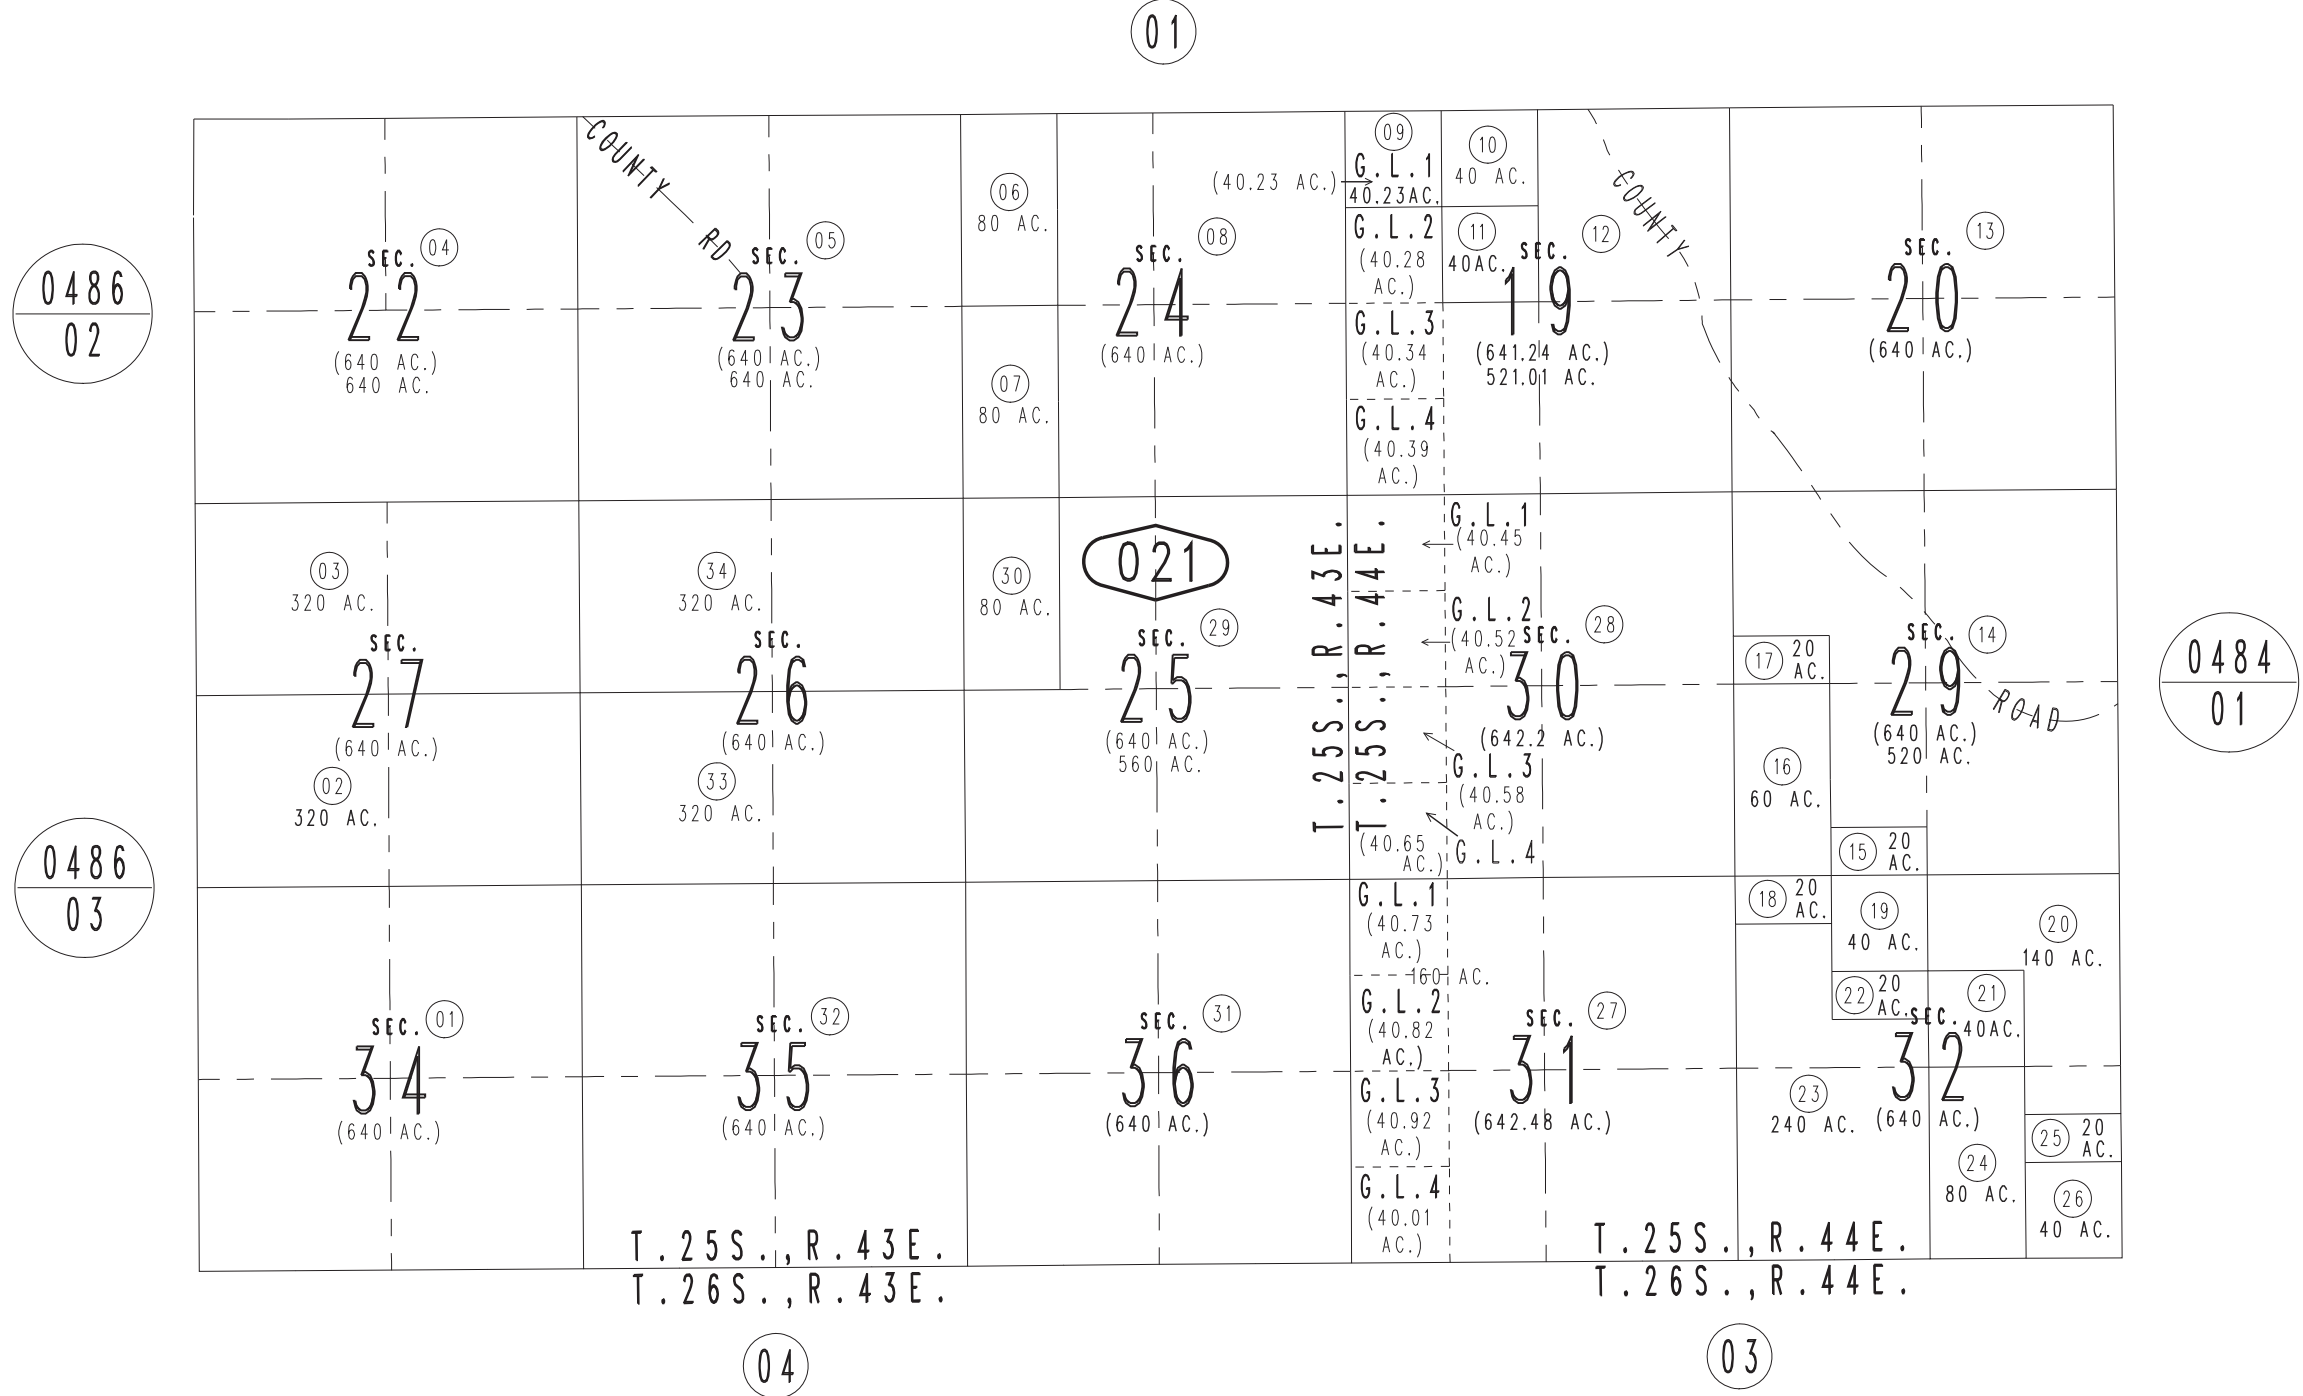 01
COUNTY RD
COUNTY ROAD
0486
02
SEC. 04
22
(640 AC.)
640 AC.
SEC. 05
23
(640 AC.)
640 AC.
06
80 AC.
07
80 AC.
SEC. 08
24
(640 AC.)
(40.23 AC.)
09
G.L.1
40.23AC.
G.L.2
(40.28
AC.)
G.L.3
(40.34
AC.)
G.L.4
(40.39
AC.)
10
40 AC.
11
40AC.
SEC. 12
19
(641.24 AC.)
521.01 AC.
SEC. 13
20
(640 AC.)
03
320 AC.
SEC.
27
(640 AC.)
02
320 AC.
34
320 AC.
SEC.
26
(640 AC.)
33
320 AC.
30
80 AC.
021
SEC. 29
25
(640 AC.)
560 AC.
T.25S.,R.43E.
T.25S.,R.44E.
G.L.1
(40.45
AC.)
G.L.2
(40.52
AC.)
SEC. 28
30
(642.2 AC.)
G.L.3
(40.58
AC.)
(40.65
AC.)
G.L.4
17 20
AC.
16
60 AC.
SEC. 14
29
(640 AC.)
520 AC.
15 20
AC.
0484
01
0486
03
SEC. 01
34
(640 AC.)
SEC. 32
35
(640 AC.)
SEC. 31
36
(640 AC.)
G.L.1
(40.73
AC.)
160 AC.
G.L.2
(40.82
AC.)
G.L.3
(40.92
AC.)
G.L.4
(40.01
AC.)
SEC. 27
31
(642.48 AC.)
18 20
AC.
19
40 AC.
20
140 AC.
22 20
AC.
21
40AC.
SEC.
32
(640 AC.)
23
240 AC.
24
80 AC.
25 20
AC.
26
40 AC.
T.25S.,R.43E.
T.26S.,R.43E.
T.25S.,R.44E.
T.26S.,R.44E.
04
03